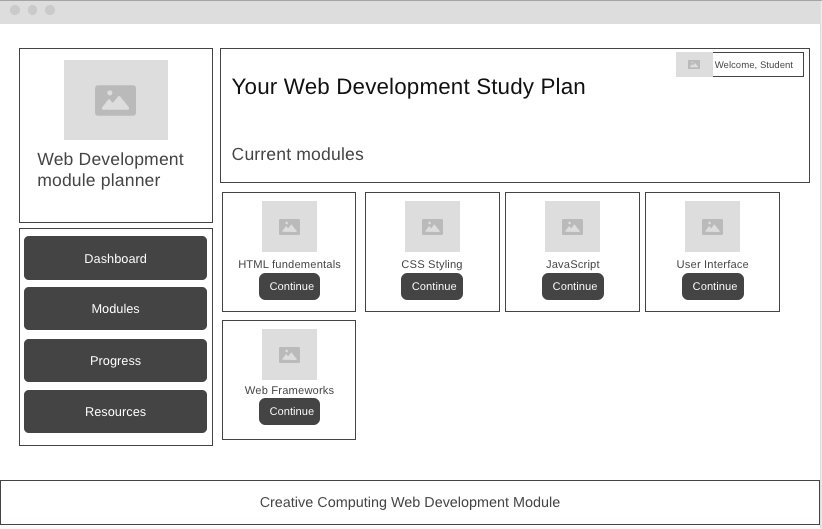 Welcome, Student
Your Web Development Study Plan
Current modules
Web Development
module planner
Dashboard
Modules
Progress
Resources
HTML fundementals
Continue
CSS Styling
Continue
JavaScript
Continue
User Interface
Continue
Web Frameworks
Continue
Creative Computing Web Development Module